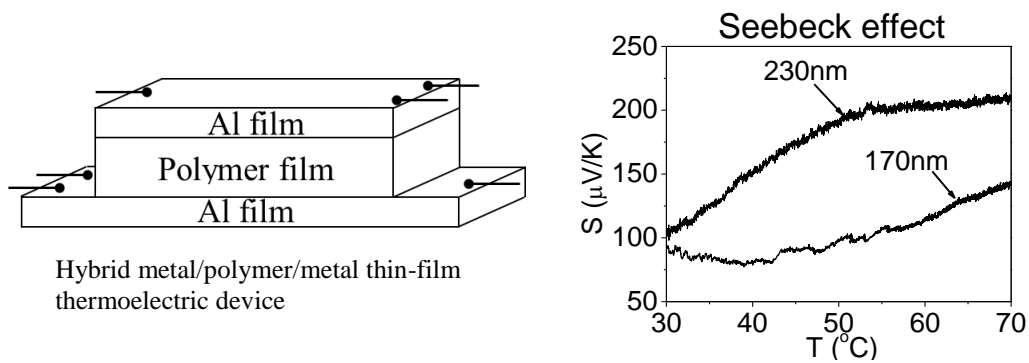 Al film
Polymer film
Al film
Hybrid metal/polymer/metal thin-film
thermoelectric device
Seebeck effect
250
200
150
100
50
S (μV/K)
230nm
170nm
30 40 50 60 70
T (°C)